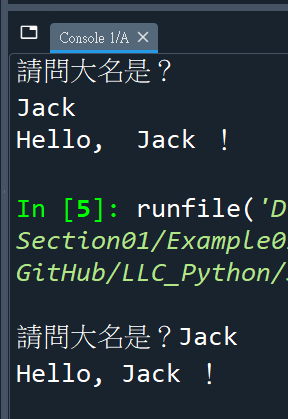 Console 1/A
請問大名是？
Jack
Hello,  Jack ！
In [5]: runfile('D
Section01/Example0
GitHub/LLC_Python/
請問大名是？Jack
Hello, Jack ！